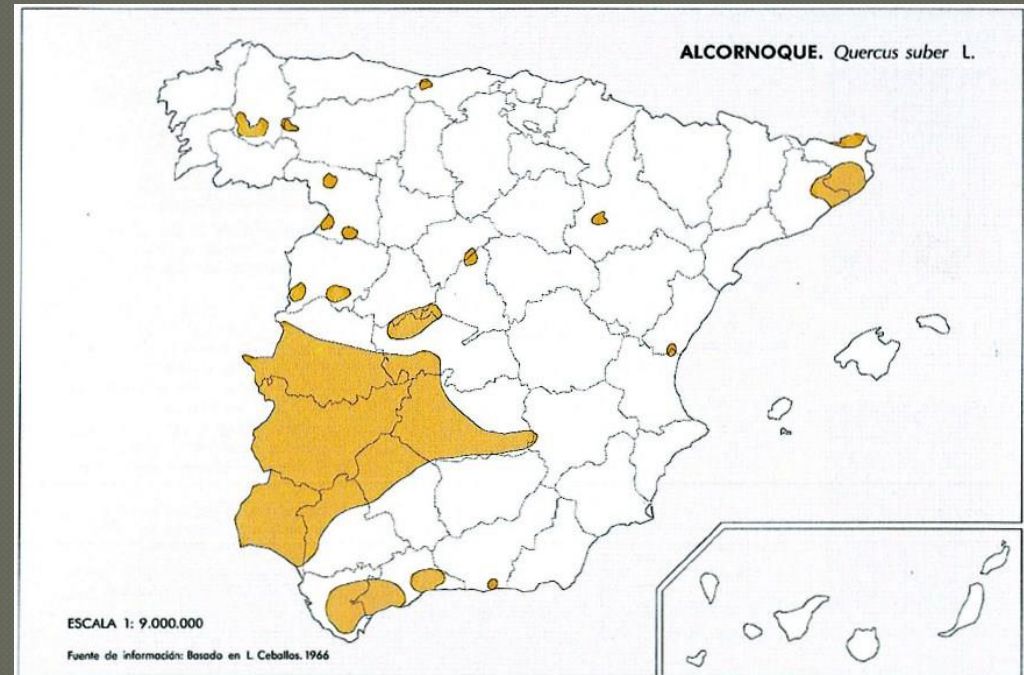 ALCORNOQUE. Quercus suber L.
ESCALA 1: 9.000.000
Fuente de información: Basado en L. Ceballos. 1966